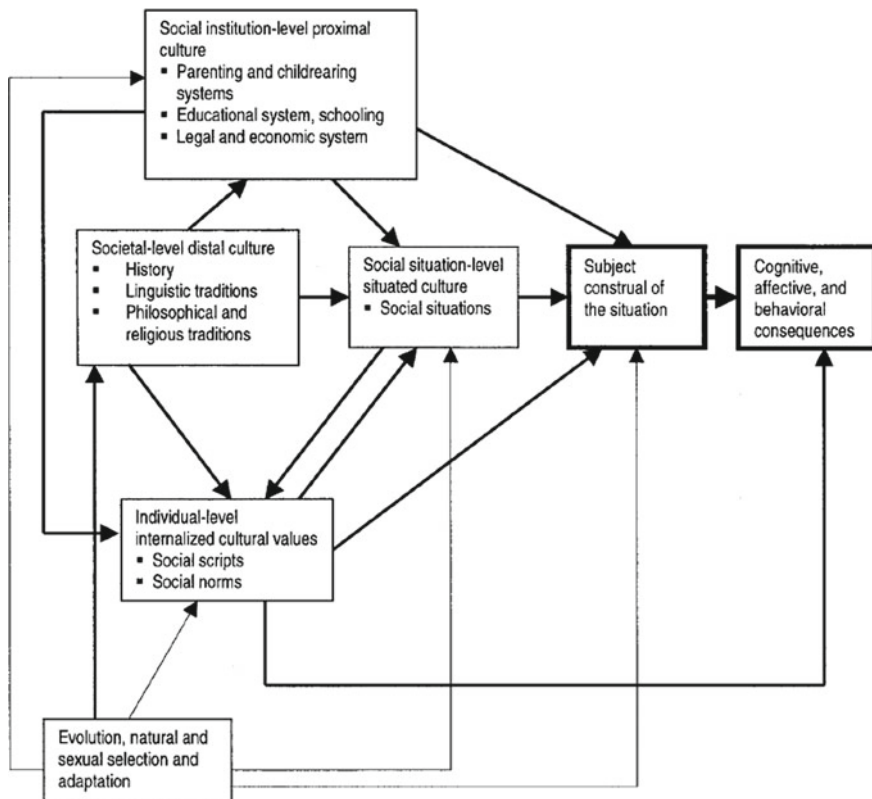 Social institution-level proximal
culture
▪ Parenting and childrearing
systems
▪ Educational system, schooling
▪ Legal and economic system
Societal-level distal culture
▪ History
▪ Linguistic traditions
▪ Philosophical and
religious traditions
Social situation-level
situated culture
▪ Social situations
Subject
construal of
the situation
Cognitive,
affective, and
behavioral
consequences
Individual-level
internalized cultural values
▪ Social scripts
▪ Social norms
Evolution, natural and
sexual selection and
adaptation